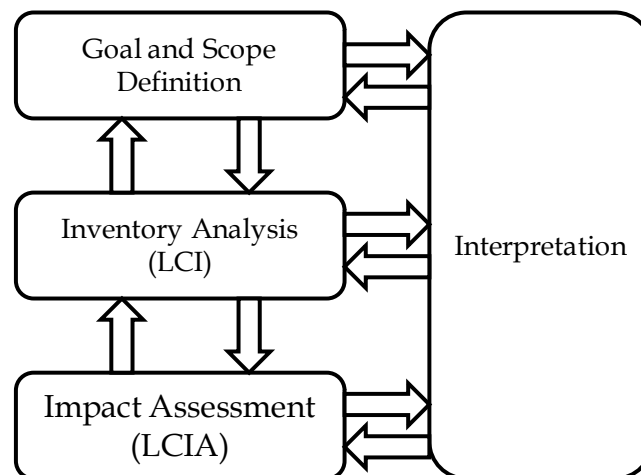 Goal and Scope
Definition
Inventory Analysis
(LCI)
Interpretation
Impact Assessment
(LCIA)